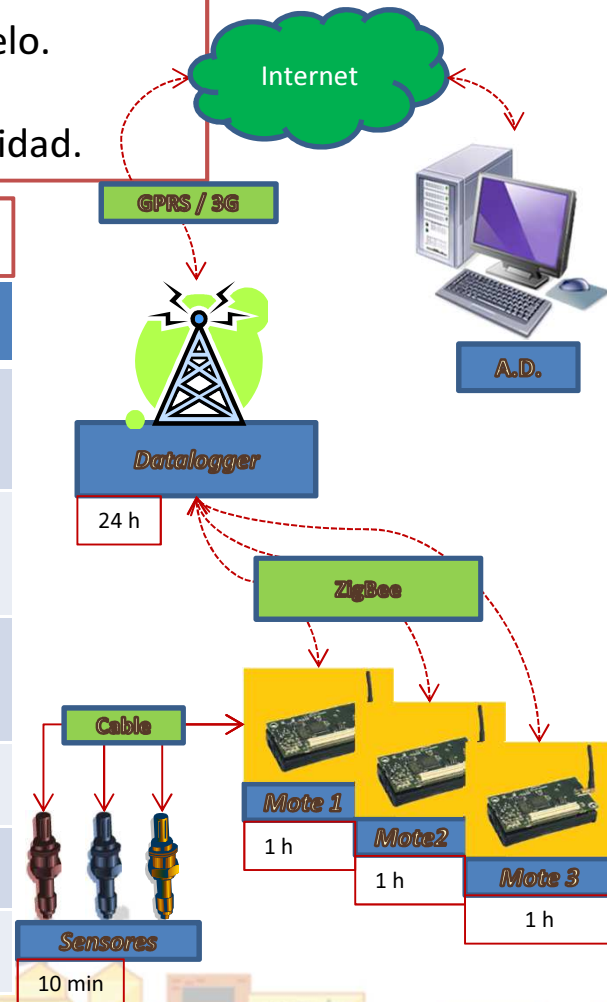 elo.
idad.
Internet
GPRS / 3G
A.D.
Datalogger
24 h
ZigBee
Cable
Mote 1
1 h
Mote2
1 h
Mote 3
1 h
Sensores
10 min